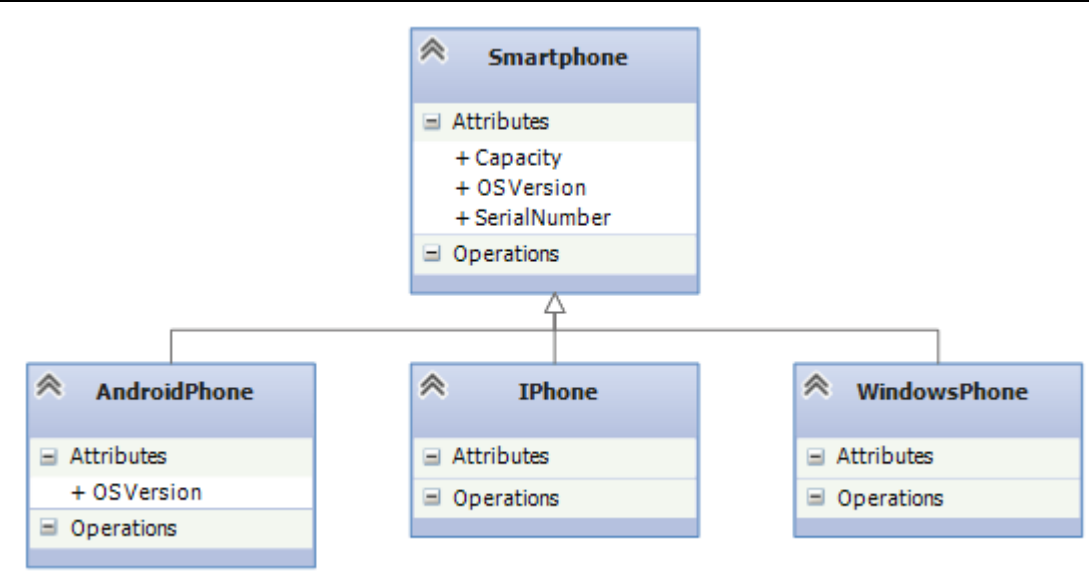 Smartphone
Attributes
+ Capacity
+ OSVersion
+ SerialNumber
Operations
AndroidPhone
Attributes
+ OSVersion
Operations
IPhone
Attributes
Operations
WindowsPhone
Attributes
Operations